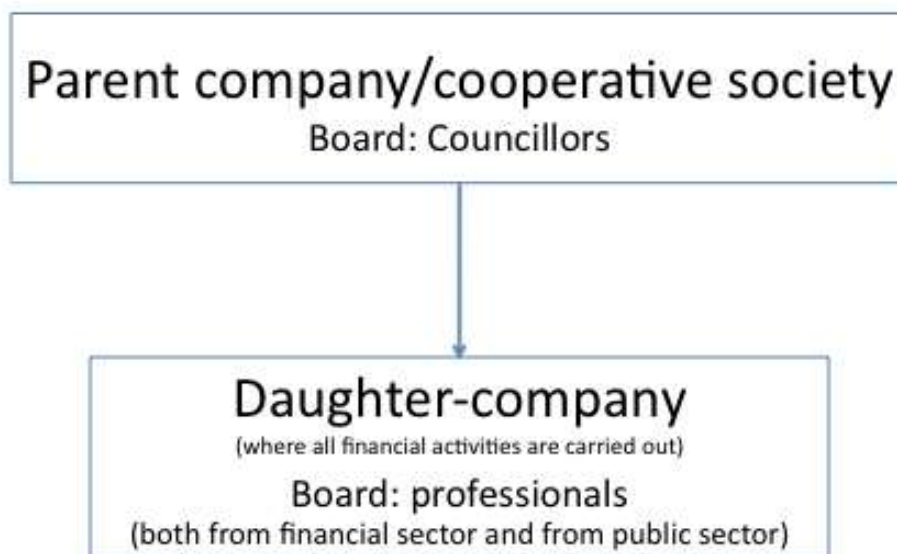 Parent company/cooperative society
Board: Councillors
Daughter-company
(where all financial activities are carried out)
Board: professionals
(both from financial sector and from public sector)